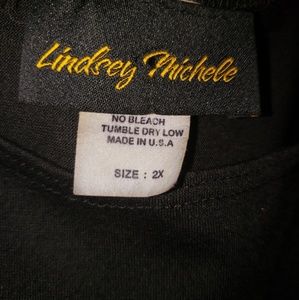 Lindsey Michele
NO BLEACH
TUMBLE DRY LOW
MADE IN U.S.A
SIZE : 2X